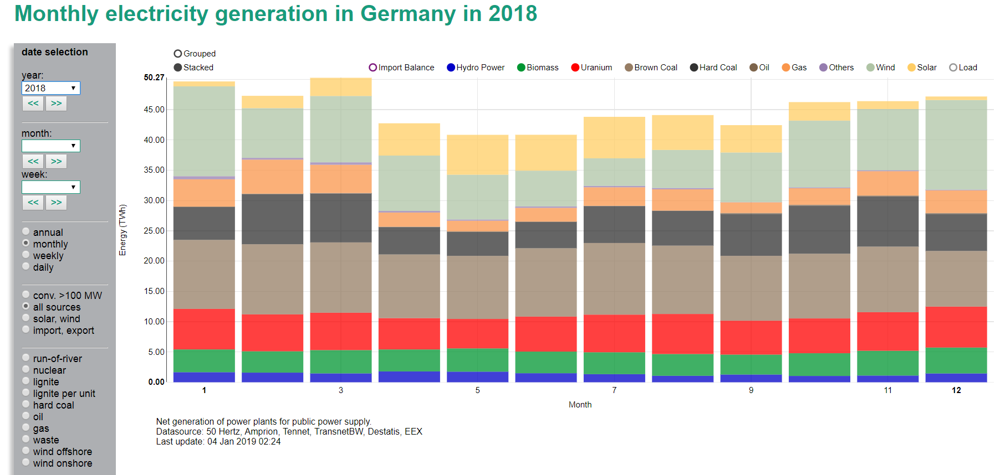 Monthly electricity generation in Germany in 2018
date selection
year:
2018
<< >>
month:
<< >>
week:
<< >>
annual
monthly
weekly
daily
conv. >100 MW
all sources
solar, wind
import, export
run-of-river
nuclear
lignite
lignite per unit
hard coal
oil
gas
waste
wind offshore
wind onshore
Grouped
Stacked
Import Balance Hydro Power Biomass Uranium Brown Coal Hard Coal Oil Gas Others Wind Solar Load
50.27
45.00
40.00
35.00
30.00
25.00
20.00
15.00
10.00
5.00
0.00
Energy (TWh)
1 3 5 7 9 11 12
Month
Net generation of power plants for public power supply.
Datasource: 50 Hertz, Amprion, Tennet, TransnetBW, Destatis, EEX
Last update: 04 Jan 2019 02:24